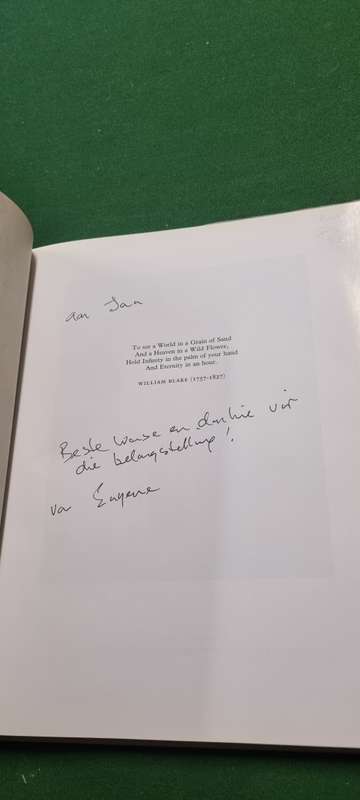 aan Jan
To see a World in a Grain of Sand
And a Heaven in a Wild Flower,
Hold Infinity in the palm of your hand
And Eternity in an hour.
WILLIAM BLAKE (1757-1827)
Beste wense en dankie vir
die belangstelling!
van Eugene